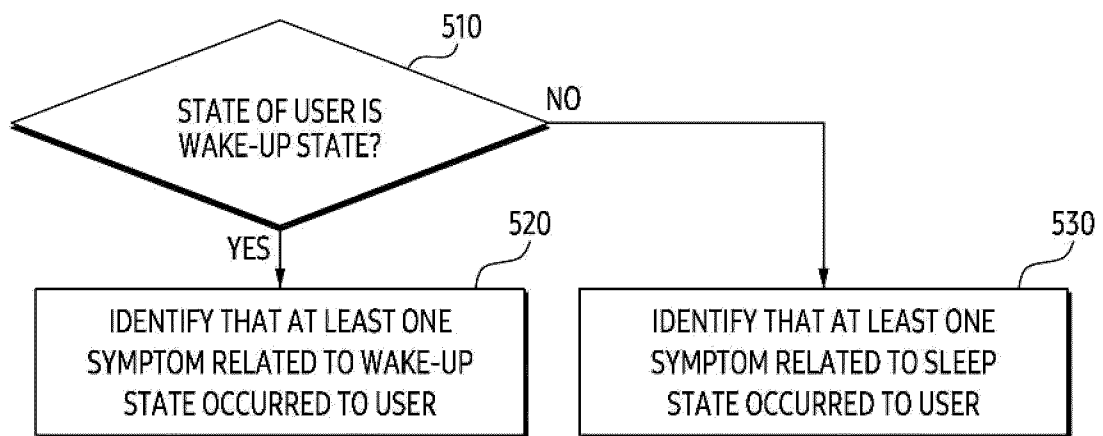 510
STATE OF USER IS
WAKE-UP STATE?
NO
YES
520
530
IDENTIFY THAT AT LEAST ONE
SYMPTOM RELATED TO WAKE-UP
STATE OCCURRED TO USER
IDENTIFY THAT AT LEAST ONE
SYMPTOM RELATED TO SLEEP
STATE OCCURRED TO USER